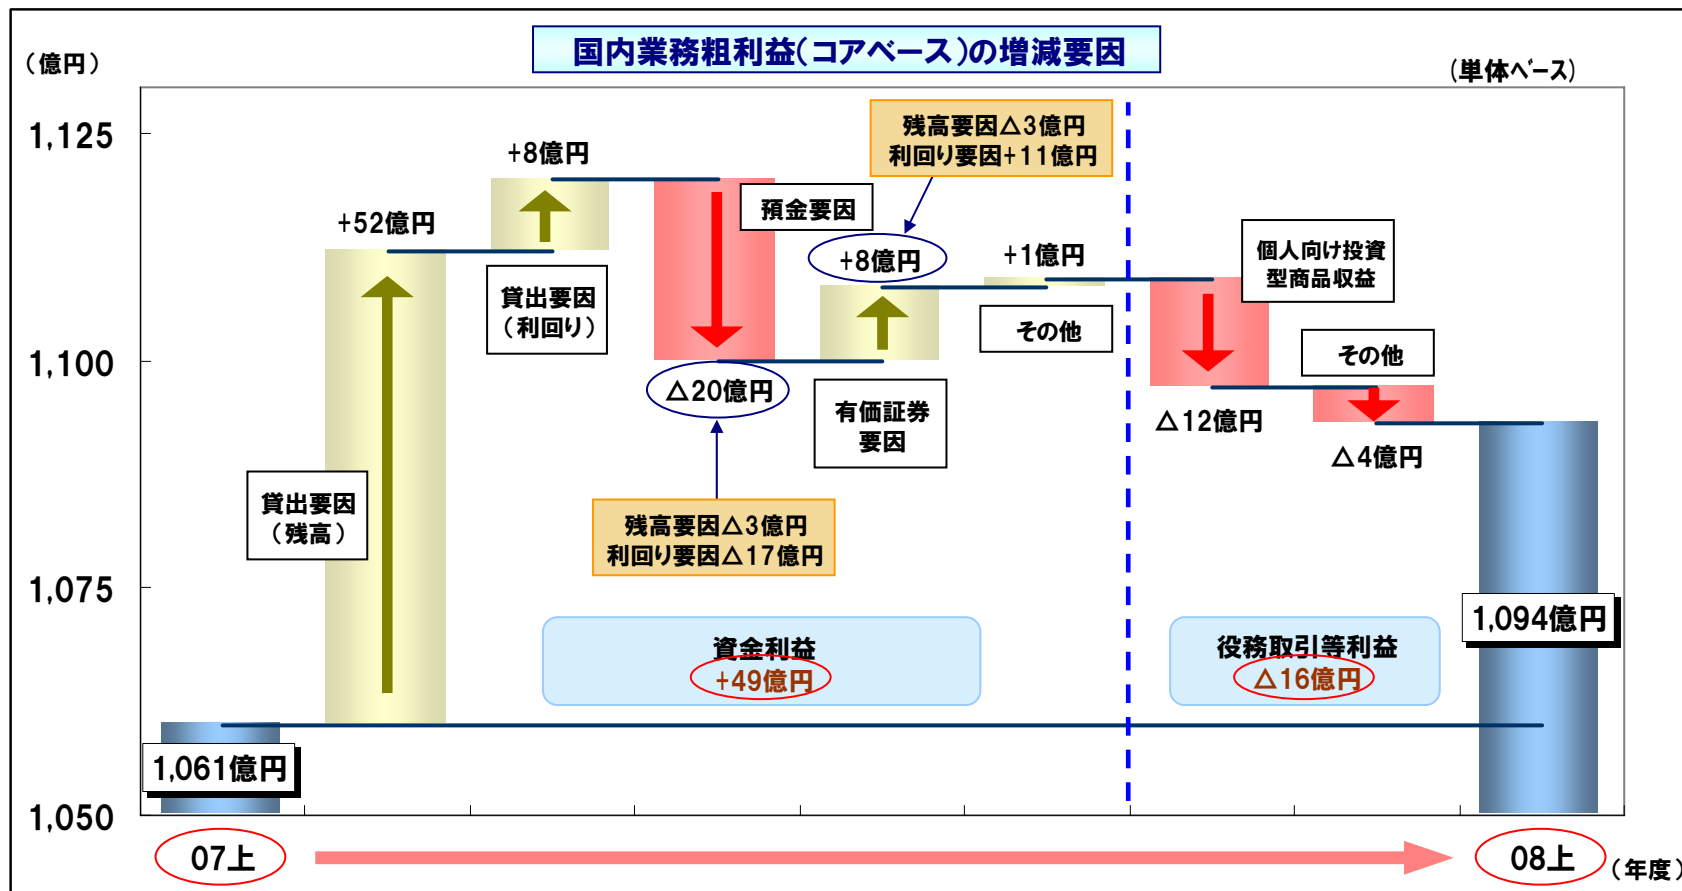 国内業務粗利益(コアベース)の増減要因
(億円)
(単体ベース)
1,125
1,100
1,075
1,050
+52億円
+8億円
残高要因△3億円
利回り要因+11億円
預金要因
+8億円
+1億円
個人向け投資
型商品収益
貸出要因
(利回り)
その他
その他
△20億円
有価証券
要因
△12億円
△4億円
貸出要因
(残高)
残高要因△3億円
利回り要因△17億円
資金利益
+49億円
役務取引等利益
△16億円
1,061億円
1,094億円
07上
08上
(年度)